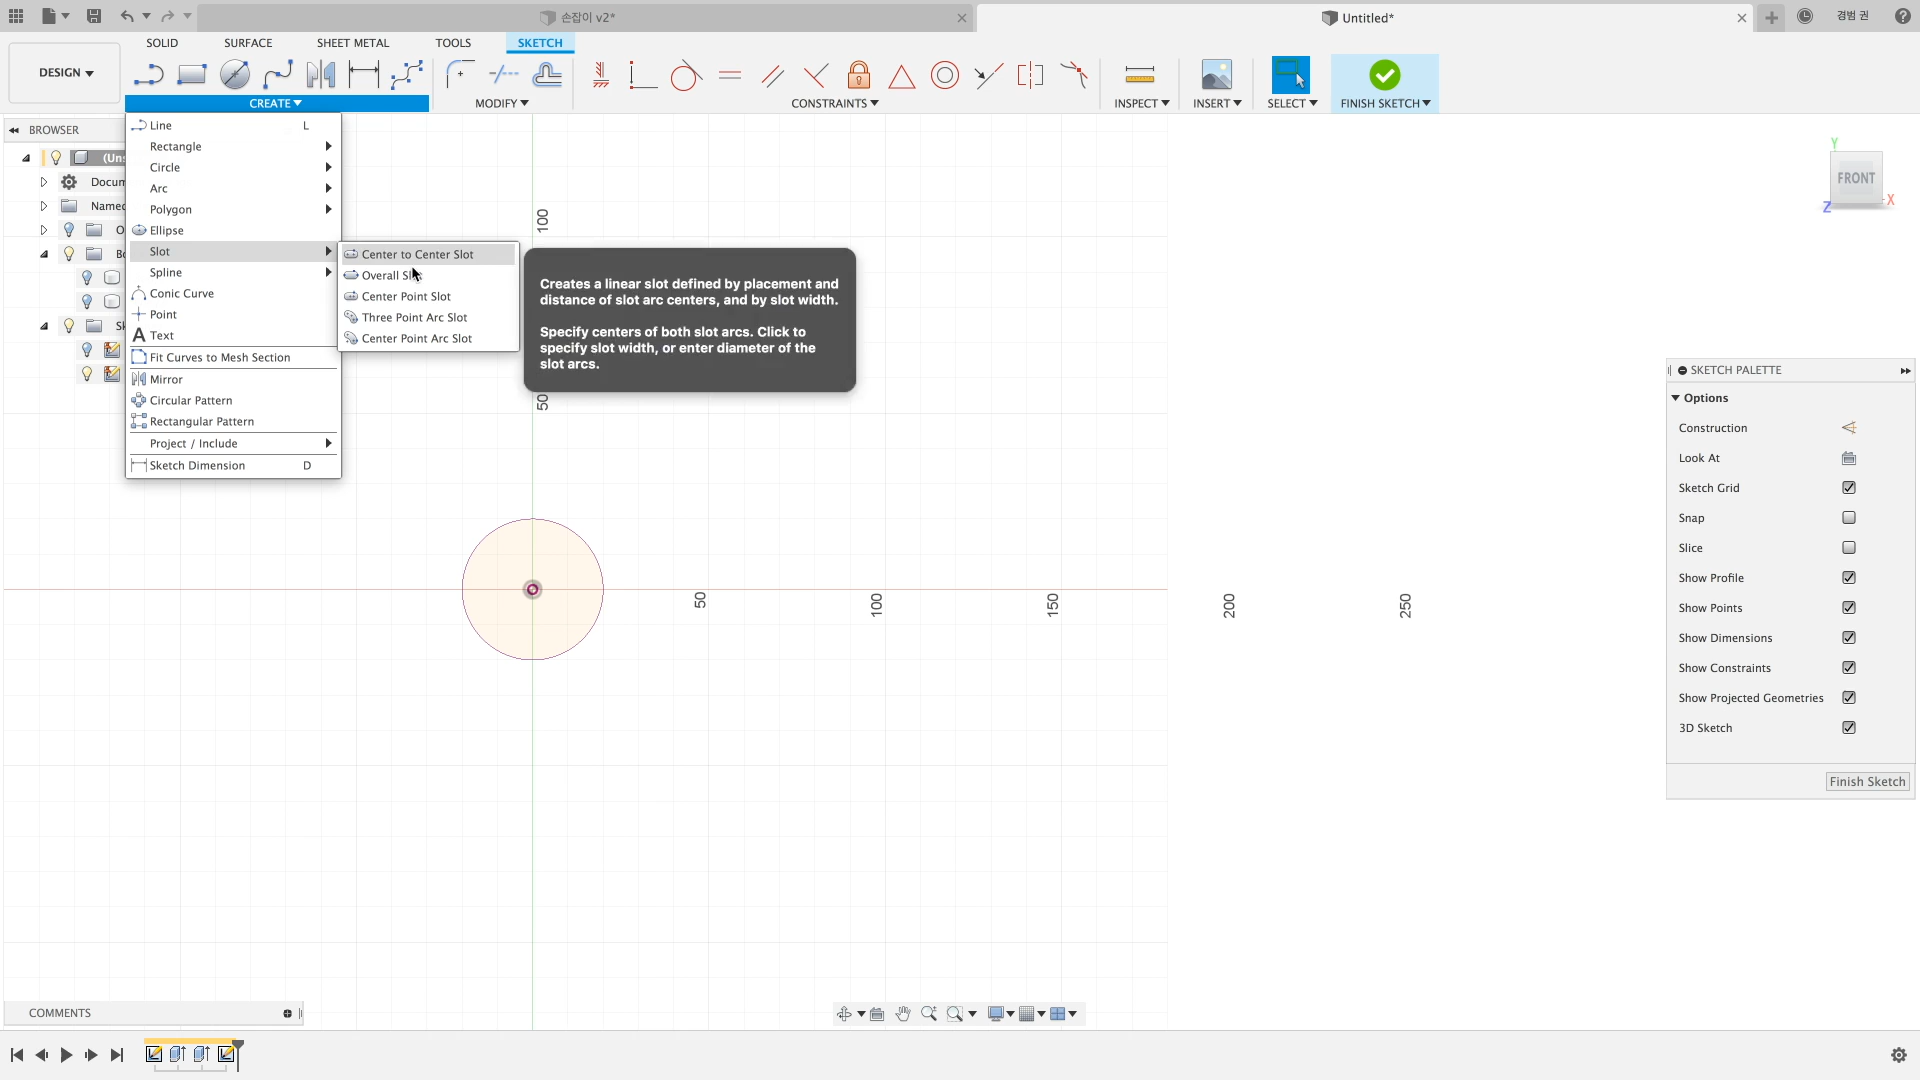 손잡이 v2*
Untitled*
경범 권
SOLID
SURFACE
SHEET METAL
TOOLS
SKETCH
DESIGN
CREATE
MODIFY
CONSTRAINTS
INSPECT
INSERT
SELECT
FINISH SKETCH
BROWSER
(Uns
Docum
Named
O
Bo
Sk
Line L
Rectangle
Circle
Arc
Polygon
Ellipse
Slot
Spline
Conic Curve
Point
Text
Fit Curves to Mesh Section
Mirror
Circular Pattern
Rectangular Pattern
Project / Include
Sketch Dimension D
Center to Center Slot
Overall
Center Point Slot
Three Point Arc Slot
Center Point Arc Slot
Creates a linear slot defined by placement and
distance of slot arc centers, and by slot width.
Specify centers of both slot arcs. Click to
specify slot width, or enter diameter of the
slot arcs.
100
50
50
100
150
200
250
Y
FRONT
Z
X
SKETCH PALETTE
Options
Construction
Look At
Sketch Grid
Snap
Slice
Show Profile
Show Points
Show Dimensions
Show Constraints
Show Projected Geometries
3D Sketch
Finish Sketch
COMMENTS